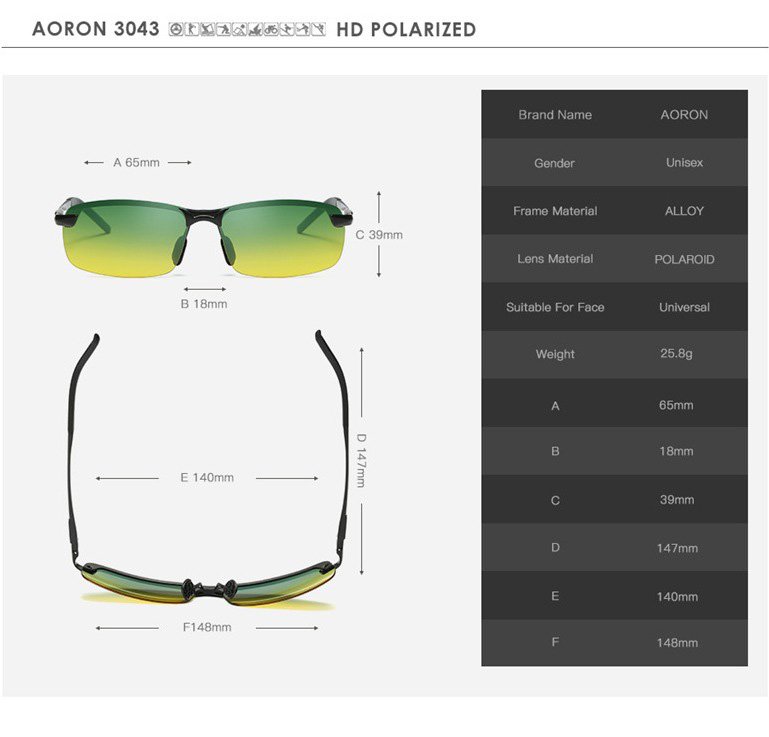 AORON 3043 HD POLARIZED
A 65mm
C 39mm
B 18mm
D 147mm
E 140mm
F148mm
Brand Name AORON
Gender Unisex
Frame Material ALLOY
Lens Material POLAROID
Suitable For Face Universal
Weight 25.8g
A 65mm
B 18mm
C 39mm
D 147mm
E 140mm
F 148mm